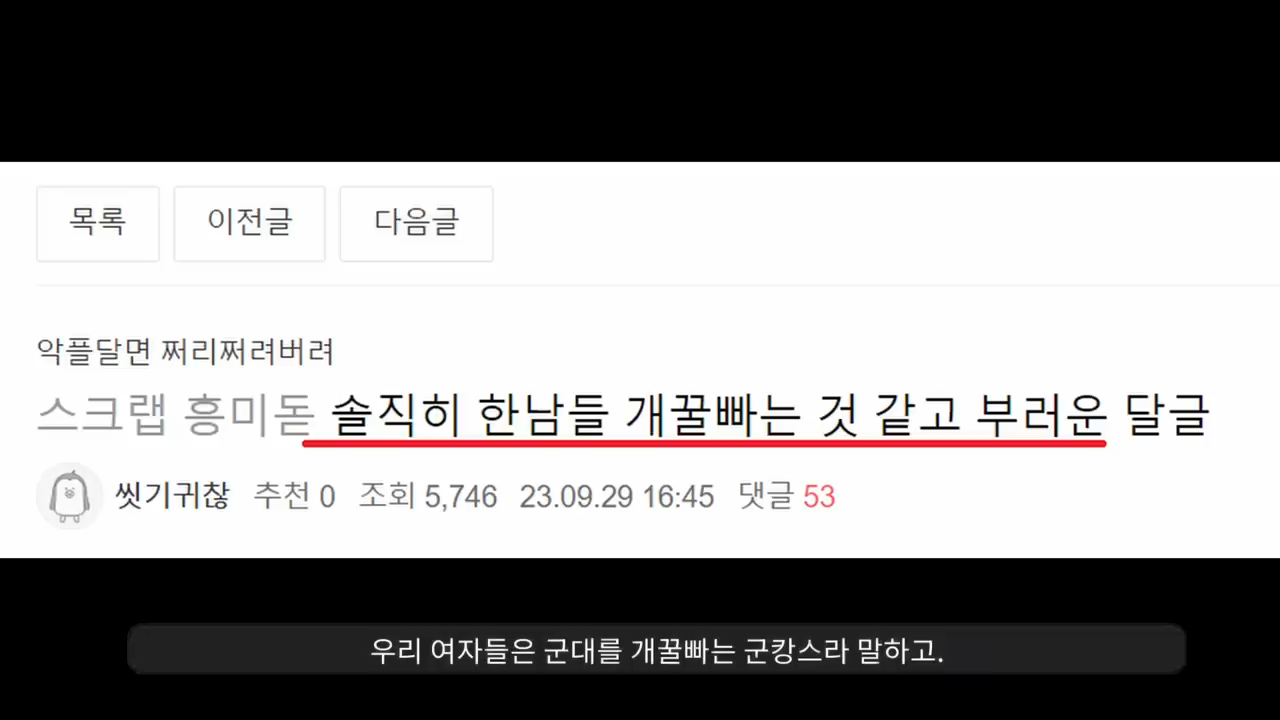 목록 이전글 다음글
악플달면 쩌리쩌려버려
스크랩 흥미돋 솔직히 한남들 개꿀빠는 것 같고 부러운 달글
씻기귀찮 추천 0 조회 5,746 23.09.29 16:45 댓글 53
우리 여자들은 군대를 개꿀빠는 군캉스라 말하고.